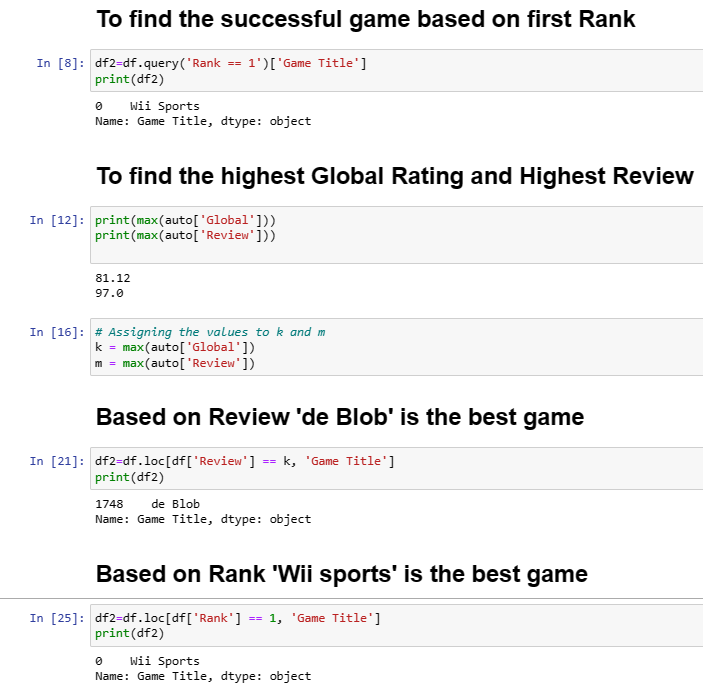 To find the successful game based on first Rank
In [8]: df2=df.query('Rank == 1')['Game Title']
print(df2)
0    Wii Sports
Name: Game Title, dtype: object
To find the highest Global Rating and Highest Review
In [12]: print(max(auto['Global']))
print(max(auto['Review']))
81.12
97.0
In [16]: # Assigning the values to k and m
k = max(auto['Global'])
m = max(auto['Review'])
Based on Review 'de Blob' is the best game
In [21]: df2=df.loc[df['Review'] == k, 'Game Title']
print(df2)
1748    de Blob
Name: Game Title, dtype: object
Based on Rank 'Wii sports' is the best game
In [25]: df2=df.loc[df['Rank'] == 1, 'Game Title']
print(df2)
0    Wii Sports
Name: Game Title, dtype: object